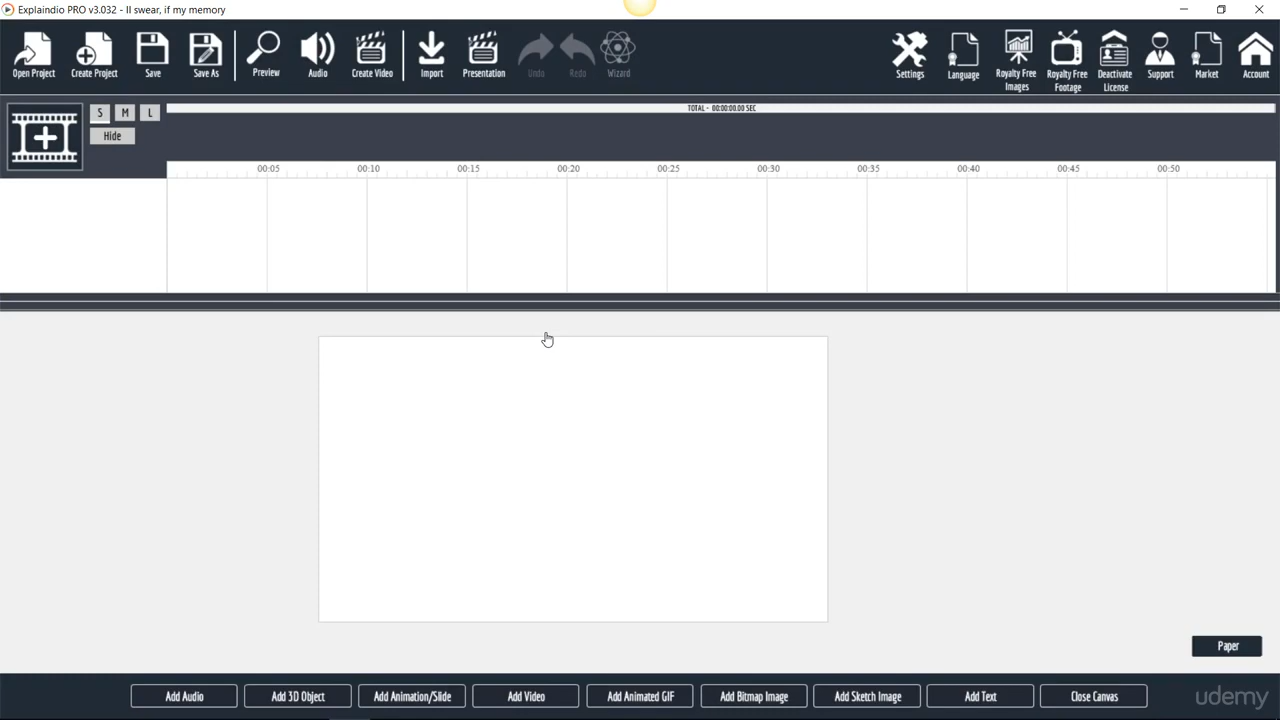 Explaindio PRO v3.032 - II swear, if my memory
Open Project Create Project Save Save As Preview Audio Create Video Import Presentation Undo Redo Wizard Settings Language Royalty Free Images Royalty Free Footage Deactivate License Support Market Account
S M L
Hide
TOTAL - 00:00:00.00 SEC
00:05 00:10 00:15 00:20 00:25 00:30 00:35 00:40 00:45 00:50
Paper
Add Audio Add 3D Object Add Animation/Slide Add Video Add Animated GIF Add Bitmap Image Add Sketch Image Add Text Close Canvas
udemy